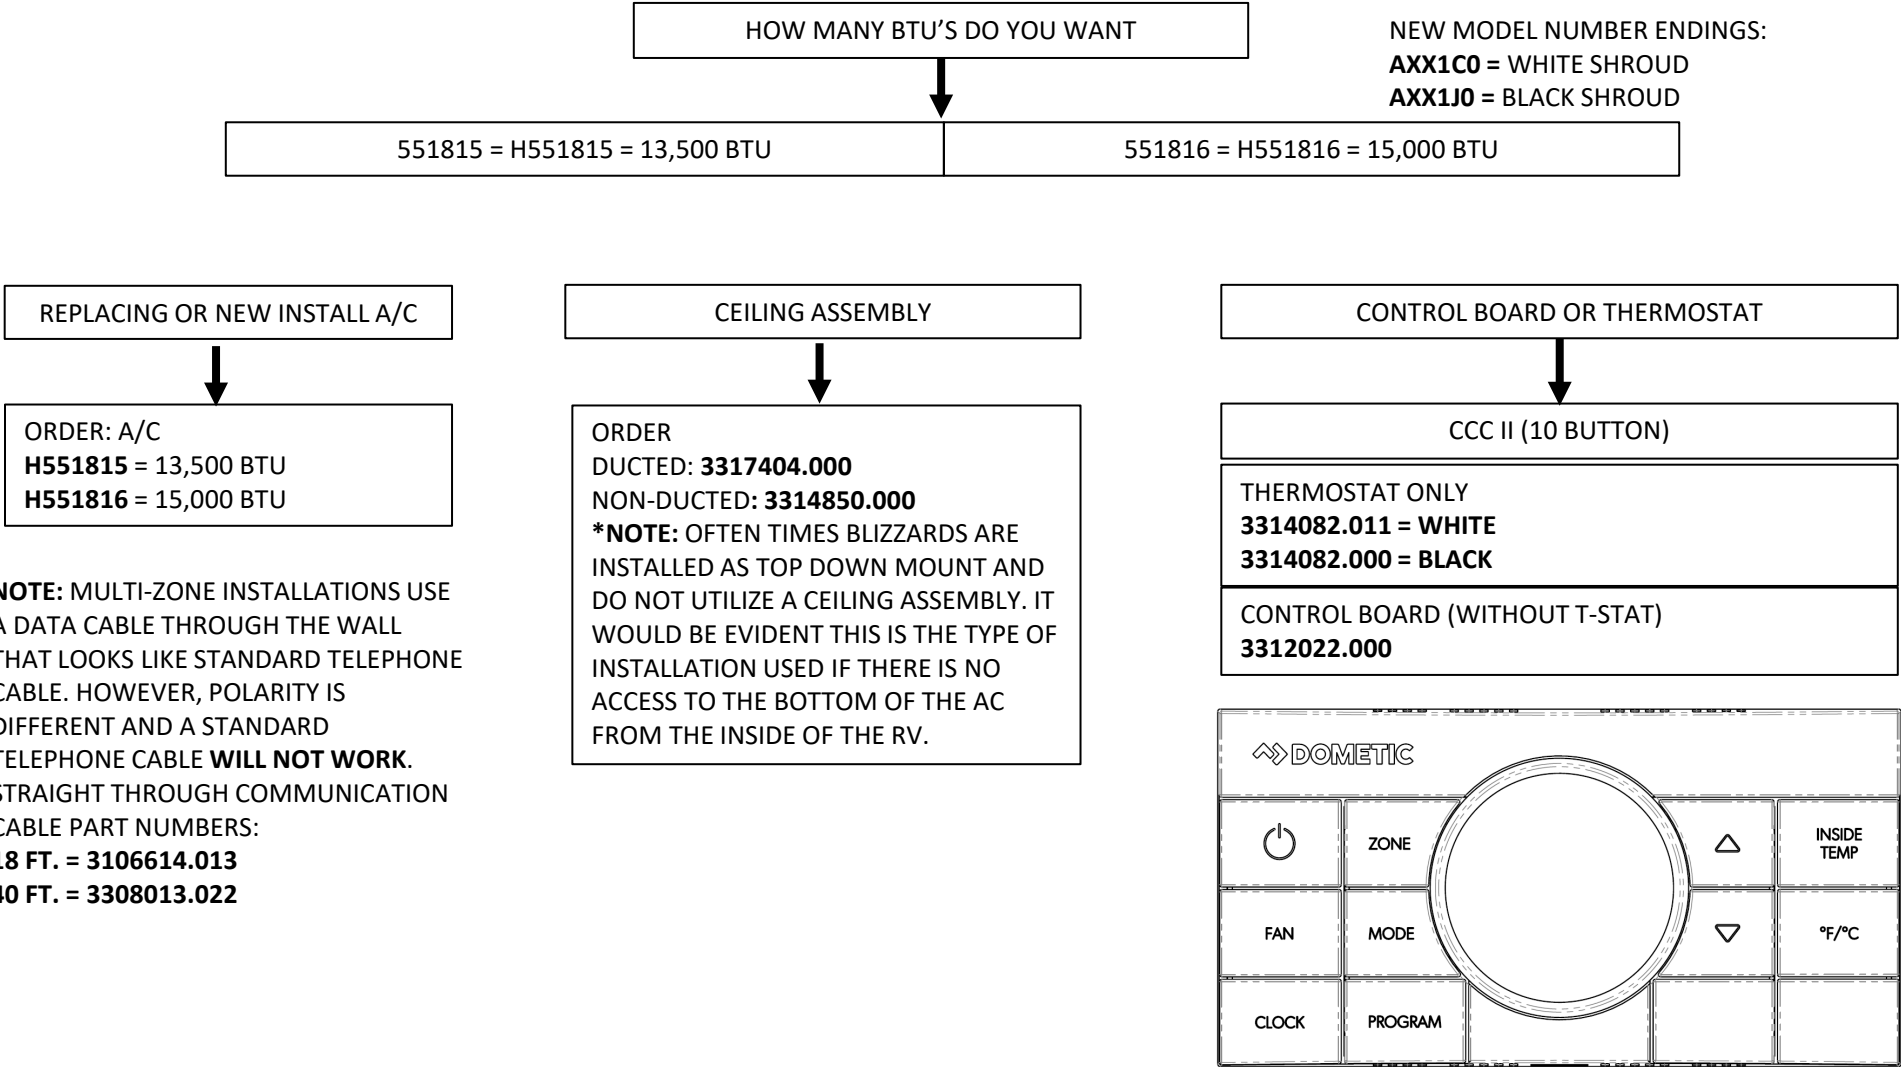 HOW MANY BTU'S DO YOU WANT
NEW MODEL NUMBER ENDINGS:
AXX1C0 = WHITE SHROUD
AXX1J0 = BLACK SHROUD
551815 = H551815 = 13,500 BTU
551816 = H551816 = 15,000 BTU
REPLACING OR NEW INSTALL A/C
ORDER: A/C
H551815 = 13,500 BTU
H551816 = 15,000 BTU
NOTE: MULTI-ZONE INSTALLATIONS USE
A DATA CABLE THROUGH THE WALL
THAT LOOKS LIKE STANDARD TELEPHONE
CABLE. HOWEVER, POLARITY IS
DIFFERENT AND A STANDARD
TELEPHONE CABLE WILL NOT WORK.
STRAIGHT THROUGH COMMUNICATION
CABLE PART NUMBERS:
18 FT. = 3106614.013
40 FT. = 3308013.022
CEILING ASSEMBLY
ORDER
DUCTED: 3317404.000
NON-DUCTED: 3314850.000
*NOTE: OFTEN TIMES BLIZZARDS ARE
INSTALLED AS TOP DOWN MOUNT AND
DO NOT UTILIZE A CEILING ASSEMBLY. IT
WOULD BE EVIDENT THIS IS THE TYPE OF
INSTALLATION USED IF THERE IS NO
ACCESS TO THE BOTTOM OF THE AC
FROM THE INSIDE OF THE RV.
CONTROL BOARD OR THERMOSTAT
CCC II (10 BUTTON)
THERMOSTAT ONLY
3314082.011 = WHITE
3314082.000 = BLACK
CONTROL BOARD (WITHOUT T-STAT)
3312022.000
DOMETIC
ZONE
INSIDE
TEMP
FAN
MODE
°F/°C
CLOCK
PROGRAM